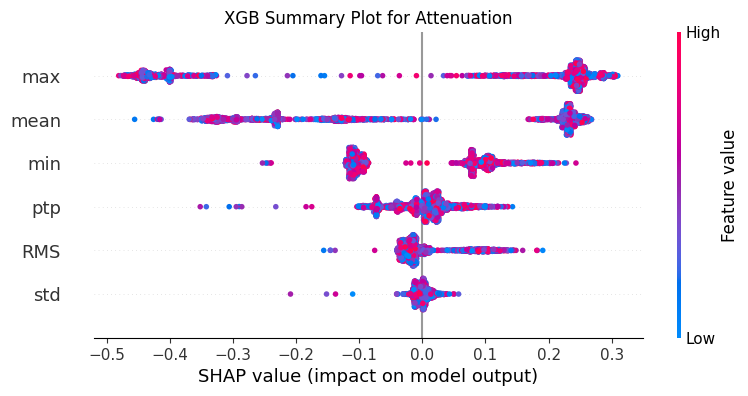 XGB Summary Plot for Attenuation
High
max
mean
min
ptp
RMS
std
Feature value
Low
−0.5 −0.4 −0.3 −0.2 −0.1 0.0 0.1 0.2 0.3
SHAP value (impact on model output)